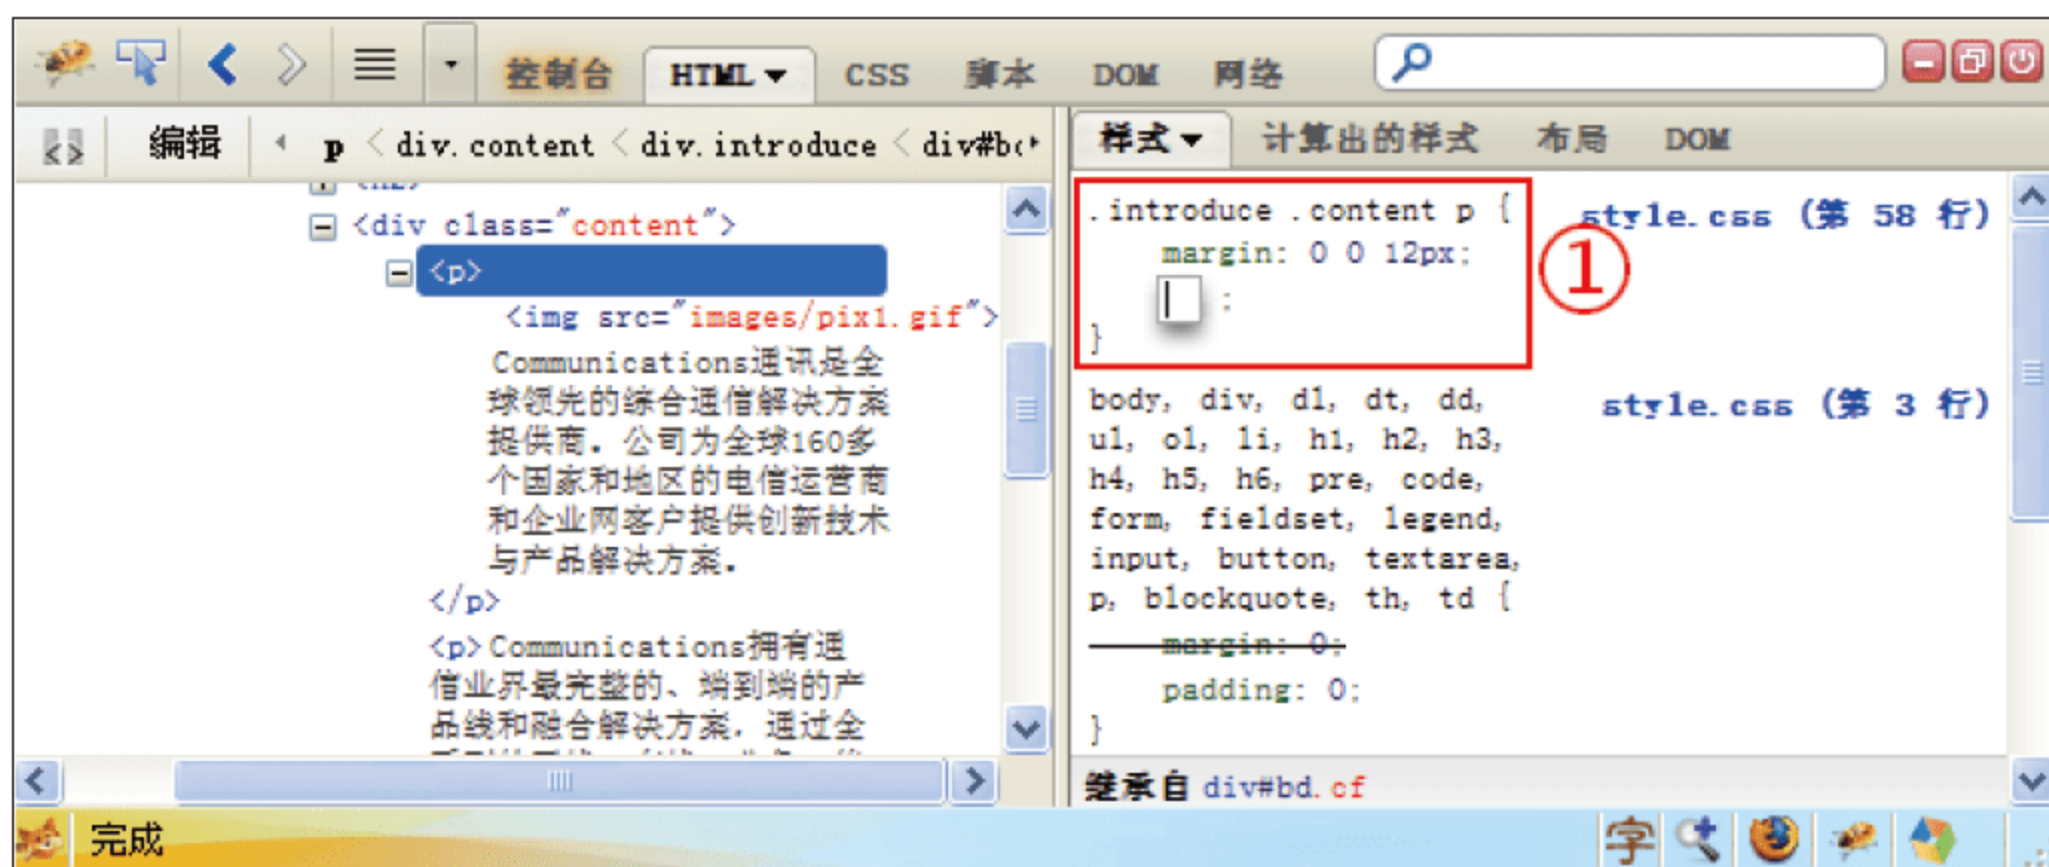 控制台 HTML CSS 脚本 DOM 网络
编辑 p < div.content < div.introduce < div#b
样式 计算出的样式 布局 DOM
<div class="content">
<p>
<img src="images/pix1.gif">
Communications通讯是全
球领先的综合通信解决方案
提供商. 公司为全球160多
个国家和地区的电信运营商
和企业网客户提供创新技术
与产品解决方案.
</p>
<p>Communications拥有通
信业界最完整的、端到端的产
品线和融合解决方案. 通过全
.introduce .content p { style.css (第 58 行)
margin: 0 0 12px;
;
}
①
body, div, dl, dt, dd, style.css (第 3 行)
ul, ol, li, h1, h2, h3,
h4, h5, h6, pre, code,
form, fieldset, legend,
input, button, textarea,
p, blockquote, th, td {
margin: 0;
padding: 0;
}
继承自 div#bd.cf
完成 字